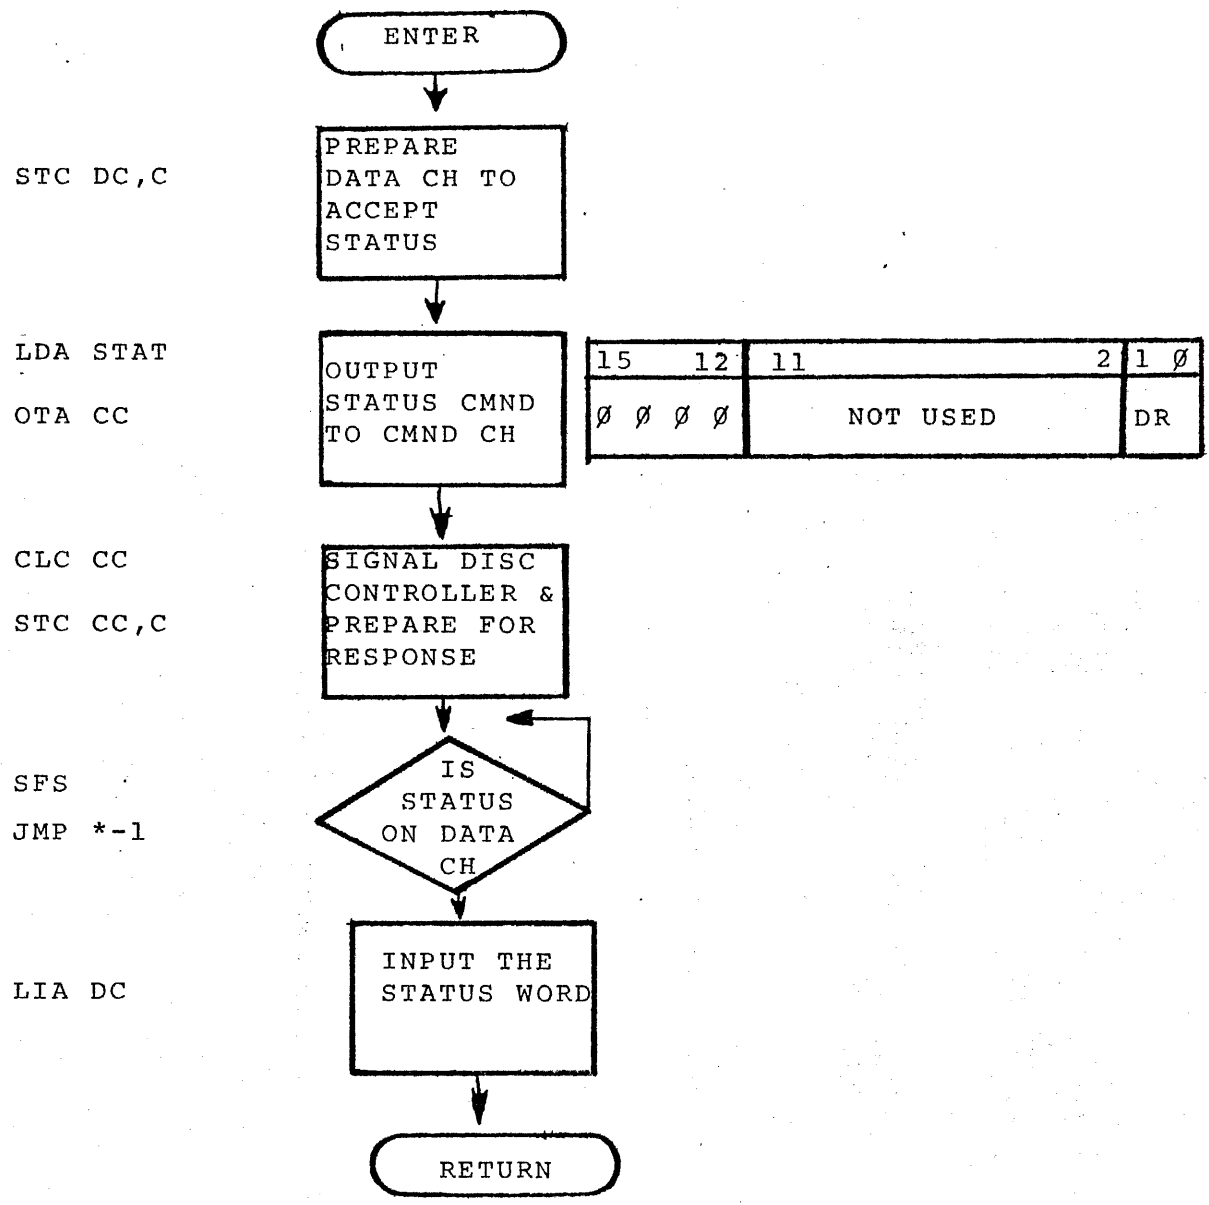 ENTER
STC DC,C
PREPARE
DATA CH TO
ACCEPT
STATUS
LDA STAT
OTA CC
OUTPUT
STATUS CMND
TO CMND CH
15 12 11 2 1 Ø
Ø Ø Ø Ø NOT USED DR
CLC CC
STC CC,C
SIGNAL DISC
CONTROLLER &
PREPARE FOR
RESPONSE
SFS
JMP *-1
IS
STATUS
ON DATA
CH
LIA DC
INPUT THE
STATUS WORD
RETURN